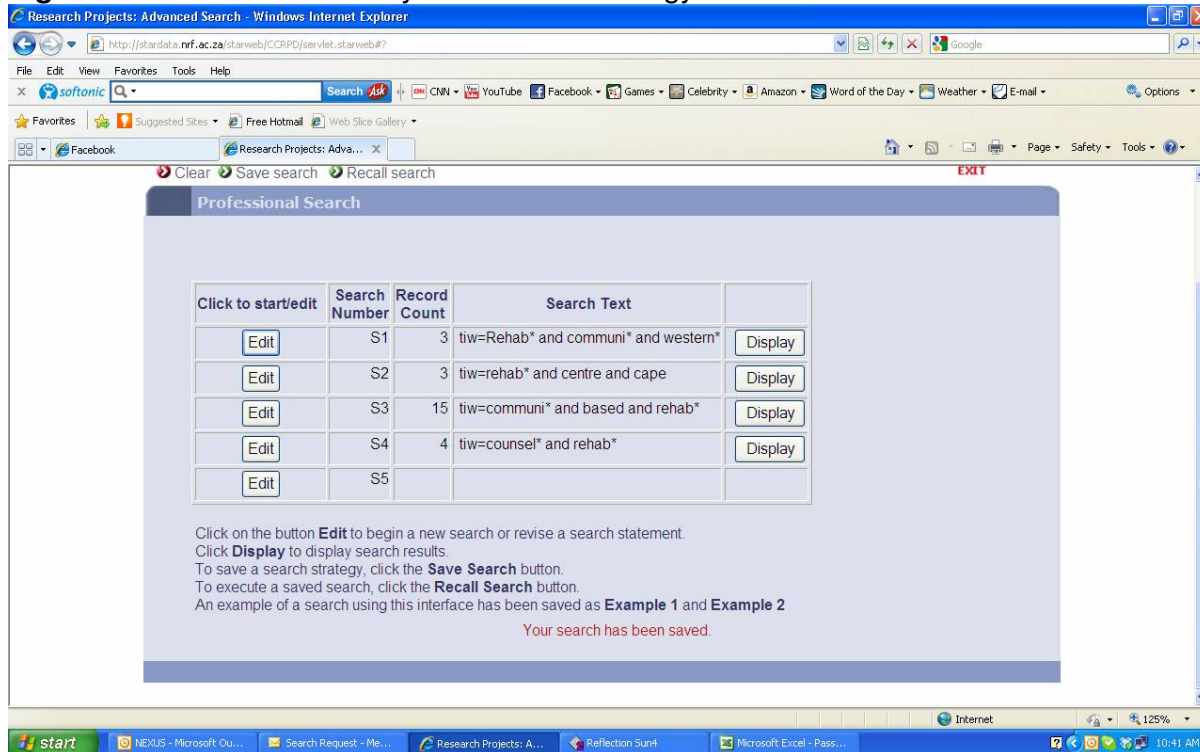 Research Projects: Advanced Search - Windows Internet Explorer
http://stardata.nrf.ac.za/starweb/CCRPD/servlet.starweb#?
Google
File Edit View Favorites Tools Help
x softonic Q Search Ask CNN YouTube Facebook Games Celebrity Amazon Word of the Day Weather E-mail Options
Favorites Suggested Sites Free Hotmail Web Slice Gallery
Facebook Research Projects: Adva... X Page Safety Tools
Clear Save search Recall search EXIT
Professional Search
Click to start/edit Search Number Record Count Search Text
Edit S1 3 tiw=Rehab* and communi* and western* Display
Edit S2 3 tiw=rehab* and centre and cape Display
Edit S3 15 tiw=communi* and based and rehab* Display
Edit S4 4 tiw=counsel* and rehab* Display
Edit S5
Click on the button Edit to begin a new search or revise a search statement.
Click Display to display search results.
To save a search strategy, click the Save Search button.
To execute a saved search, click the Recall Search button.
An example of a search using this interface has been saved as Example 1 and Example 2
Your search has been saved.
Internet 125%
start NEXUS - Microsoft Ou... Search Request - Me... Research Projects: A... Reflection Sun4 Microsoft Excel - Pass... 10:41 AM